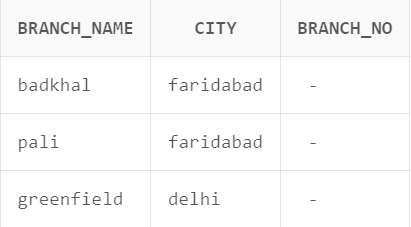 BRANCH_NAME CITY BRANCH_NO
badkhal faridabad -
pali faridabad -
greenfield delhi -